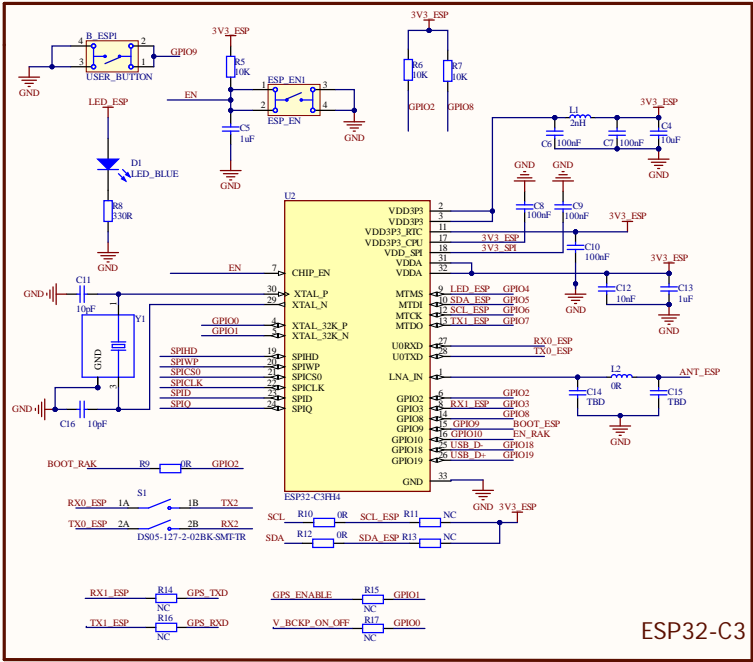 B_ESP1
4 2
3 1
USER_BUTTON
GPIO9
GND
3V3_ESP
R5
10K
EN
ESP_EN1
1 3
2 4
ESP_EN
GND
C5
1uF
GND
3V3_ESP
R6
10K
R7
10K
GPIO2 GPIO8
L1
2nH
3V3_ESP
C6 100nF
C7 100nF
C4
10uF
GND
LED_ESP
D1
LED_BLUE
R8
330R
GND
GND GND
C8
100nF
C9
100nF
3V3_ESP
C10
100nF
GND
3V3_ESP
C12
10nF
C13
1uF
GND
U2
VDD3P3 2
VDD3P3 3
VDD3P3_RTC 11
VDD3P3_CPU 17 3V3_ESP
VDD_SPI 18 3V3_SPI
VDDA 31
VDDA 32
EN 7 CHIP_EN
MTMS 9 LED_ESP GPIO4
MTDI 10 SDA_ESP GPIO5
MTCK 12 SCL_ESP GPIO6
MTDO 13 TX1_ESP GPIO7
30 XTAL_P
29 XTAL_N
GPIO0 4 XTAL_32K_P
GPIO1 5 XTAL_32K_N
U0RXD 27 RX0_ESP
U0TXD 28 TX0_ESP
SPIHD 19 SPIHD
SPIWP 20 SPIWP
SPICS0 21 SPICS0
SPICLK 22 SPICLK
SPID 23 SPID
SPIQ 24 SPIQ
LNA_IN 1
L2
0R
ANT_ESP
C14
TBD
C15
TBD
GND
GPIO2 6 GPIO2
GPIO3 8 RX1_ESP GPIO3
GPIO8 14 GPIO8
GPIO9 15 GPIO9 BOOT_ESP
GPIO10 16 GPIO10 EN_RAK
GPIO18 25 USB_D- GPIO18
GPIO19 26 USB_D+ GPIO19
GND 33
GND
ESP32-C3FH4
C11
GND
10pF
1
Y1
GND
3
GND
C16 10pF
BOOT_RAK R9 0R GPIO2
S1
RX0_ESP 1A 1B TX2
TX0_ESP 2A 2B RX2
DS05-127-2-02BK-SMT-TR
SCL R10 0R SCL_ESP R11 NC 3V3_ESP
SDA R12 0R SDA_ESP R13 NC
RX1_ESP R14 GPS_TXD
NC
TX1_ESP R16 GPS_RXD
NC
GPS_ENABLE R15 GPIO1
NC
V_BCKP_ON_OFF R17 GPIO0
NC
ESP32-C3